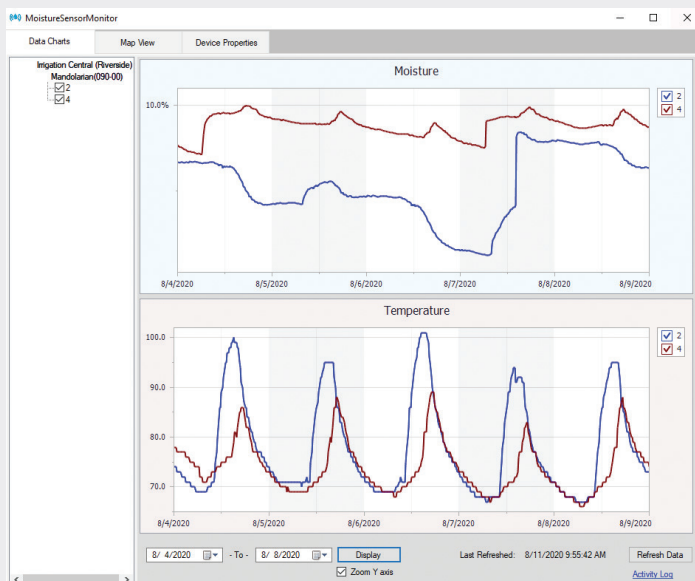 MoistureSensorMonitor
Data Charts Map View Device Properties
Irrigation Central (Riverside)
Mandolarian(090-00)
2
4
Moisture
10.0%
2
4
8/4/2020 8/5/2020 8/6/2020 8/7/2020 8/8/2020 8/9/2020
Temperature
100.0
90.0
80.0
70.0
2
4
8/4/2020 8/5/2020 8/6/2020 8/7/2020 8/8/2020 8/9/2020
8/ 4/2020 - To - 8/ 8/2020 Display Last Refreshed: 8/11/2020 9:55:42 AM Refresh Data
Zoom Y axis Activity Log